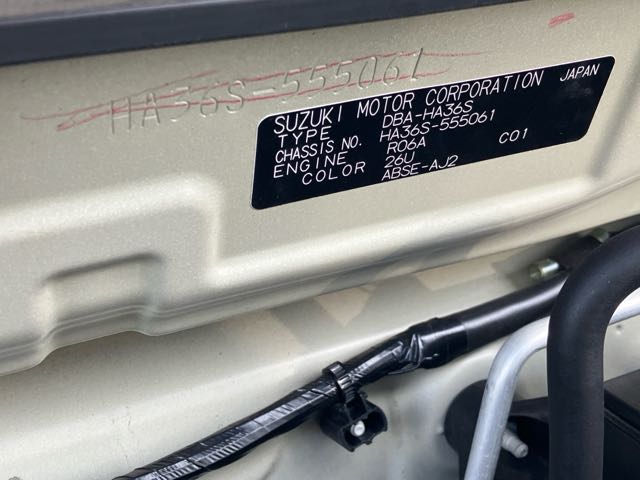 HA36S-555061
SUZUKI MOTOR CORPORATION JAPAN
TYPE DBA-HA36S
CHASSIS NO. HA36S-555061
ENGINE R06A
COLOR 26U C01
ABSE-AJ2